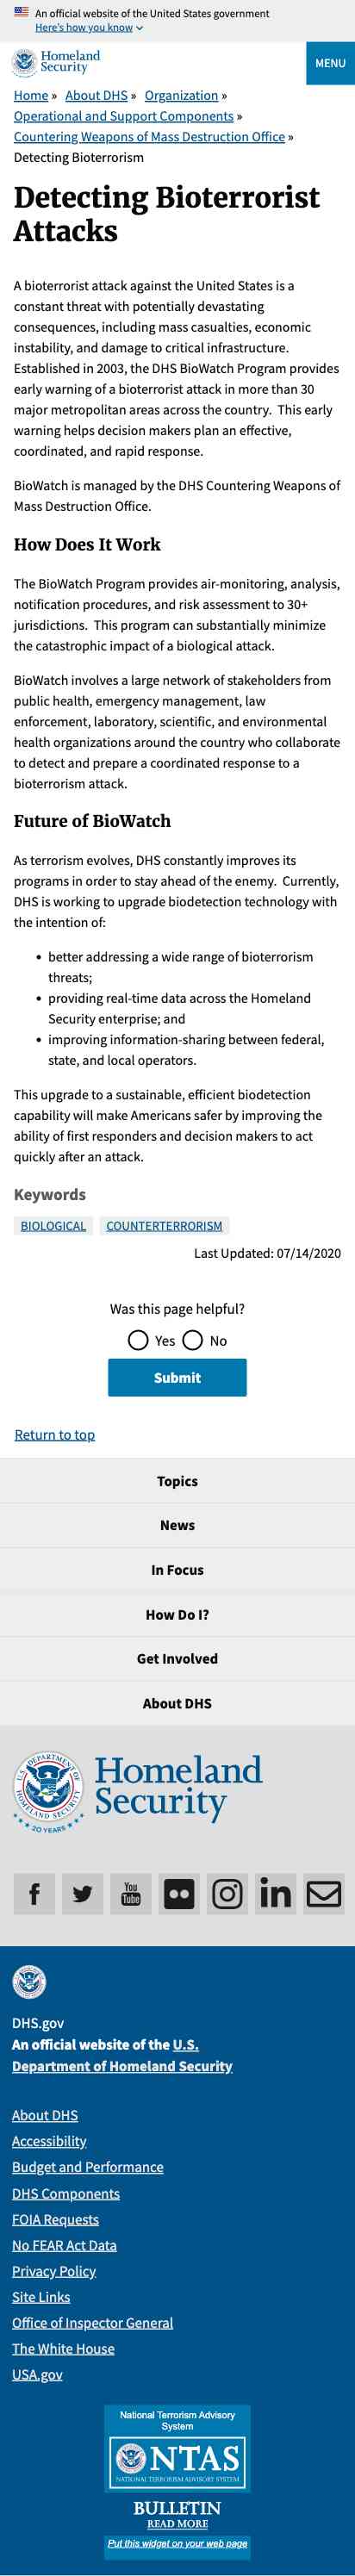 An official website of the United States government
Here's how you know
Homeland
Security
MENU
Home » About DHS » Organization »
Operational and Support Components »
Countering Weapons of Mass Destruction Office »
Detecting Bioterrorism
Detecting Bioterrorist
Attacks
A bioterrorist attack against the United States is a
constant threat with potentially devastating
consequences, including mass casualties, economic
instability, and damage to critical infrastructure.
Established in 2003, the DHS BioWatch Program provides
early warning of a bioterrorist attack in more than 30
major metropolitan areas across the country.  This early
warning helps decision makers plan an effective,
coordinated, and rapid response.
BioWatch is managed by the DHS Countering Weapons of
Mass Destruction Office.
How Does It Work
The BioWatch Program provides air-monitoring, analysis,
notification procedures, and risk assessment to 30+
jurisdictions.  This program can substantially minimize
the catastrophic impact of a biological attack.
BioWatch involves a large network of stakeholders from
public health, emergency management, law
enforcement, laboratory, scientific, and environmental
health organizations around the country who collaborate
to detect and prepare a coordinated response to a
bioterrorism attack.
Future of BioWatch
As terrorism evolves, DHS constantly improves its
programs in order to stay ahead of the enemy.  Currently,
DHS is working to upgrade biodetection technology with
the intention of:
• better addressing a wide range of bioterrorism
threats;
• providing real-time data across the Homeland
Security enterprise; and
• improving information-sharing between federal,
state, and local operators.
This upgrade to a sustainable, efficient biodetection
capability will make Americans safer by improving the
ability of first responders and decision makers to act
quickly after an attack.
Keywords
BIOLOGICAL COUNTERTERRORISM
Last Updated: 07/14/2020
Was this page helpful?
Yes No
Submit
Return to top
Topics
News
In Focus
How Do I?
Get Involved
About DHS
U.S. DEPARTMENT OF HOMELAND SECURITY
20 YEARS
Homeland
Security
You
Tube
in
DHS.gov
An official website of the U.S.
Department of Homeland Security
About DHS
Accessibility
Budget and Performance
DHS Components
FOIA Requests
No FEAR Act Data
Privacy Policy
Site Links
Office of Inspector General
The White House
USA.gov
National Terrorism Advisory
System
NTAS
NATIONAL TERRORISM ADVISORY SYSTEM
BULLETIN
READ MORE
Put this widget on your web page